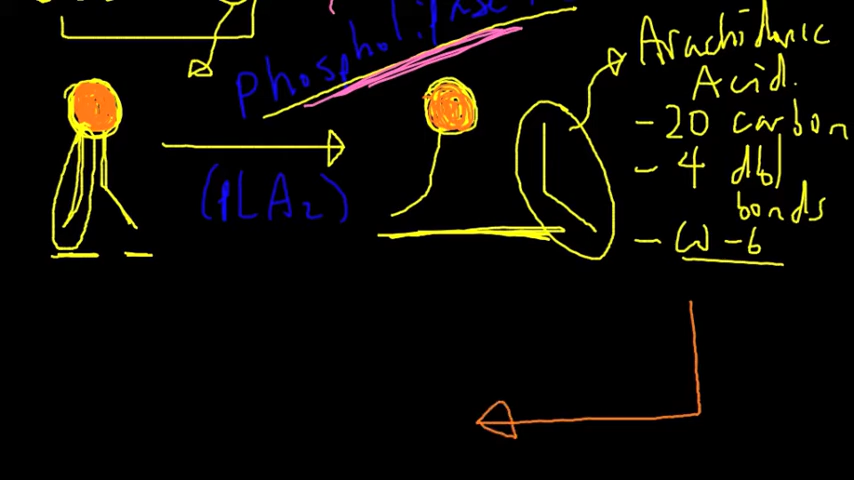 Phospholipase
(PLA₂)
Arachidonic
Acid.
- 20 carbon
- 4 dbl
bonds
- ω - 6